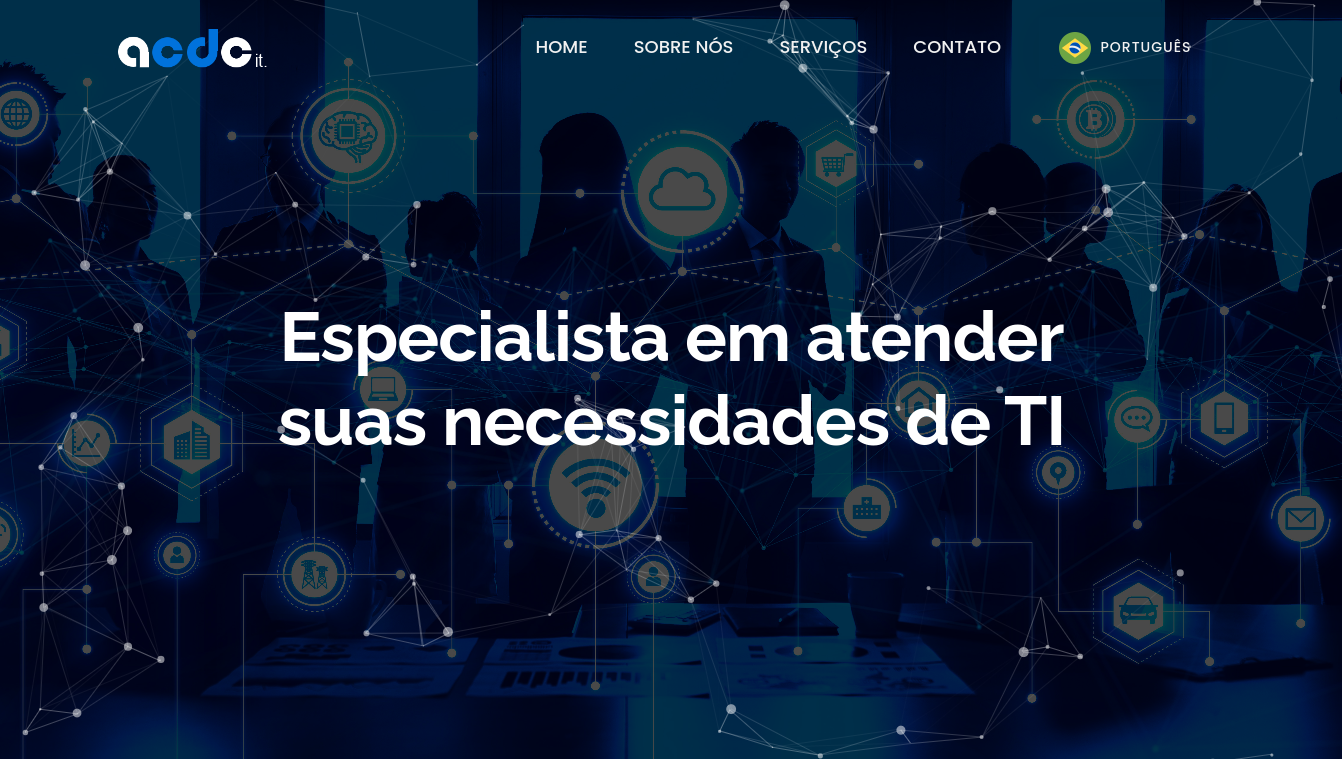 acdc it.
HOME SOBRE NÓS SERVIÇOS CONTATO PORTUGUÊS
Especialista em atender
suas necessidades de TI